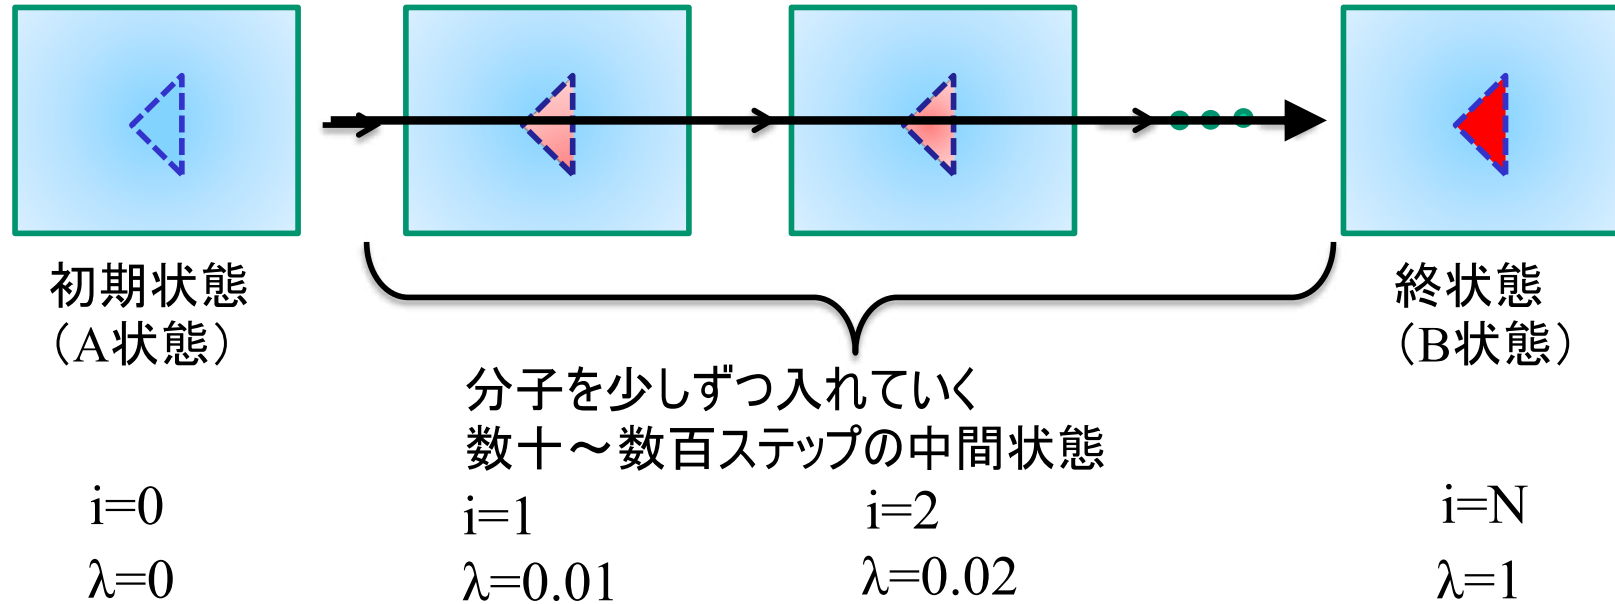 初期状態
（A状態）
終状態
（B状態）
分子を少しずつ入れていく
数十～数百ステップの中間状態
i=0
i=1
i=2
i=N
λ=0
λ=0.01
λ=0.02
λ=1